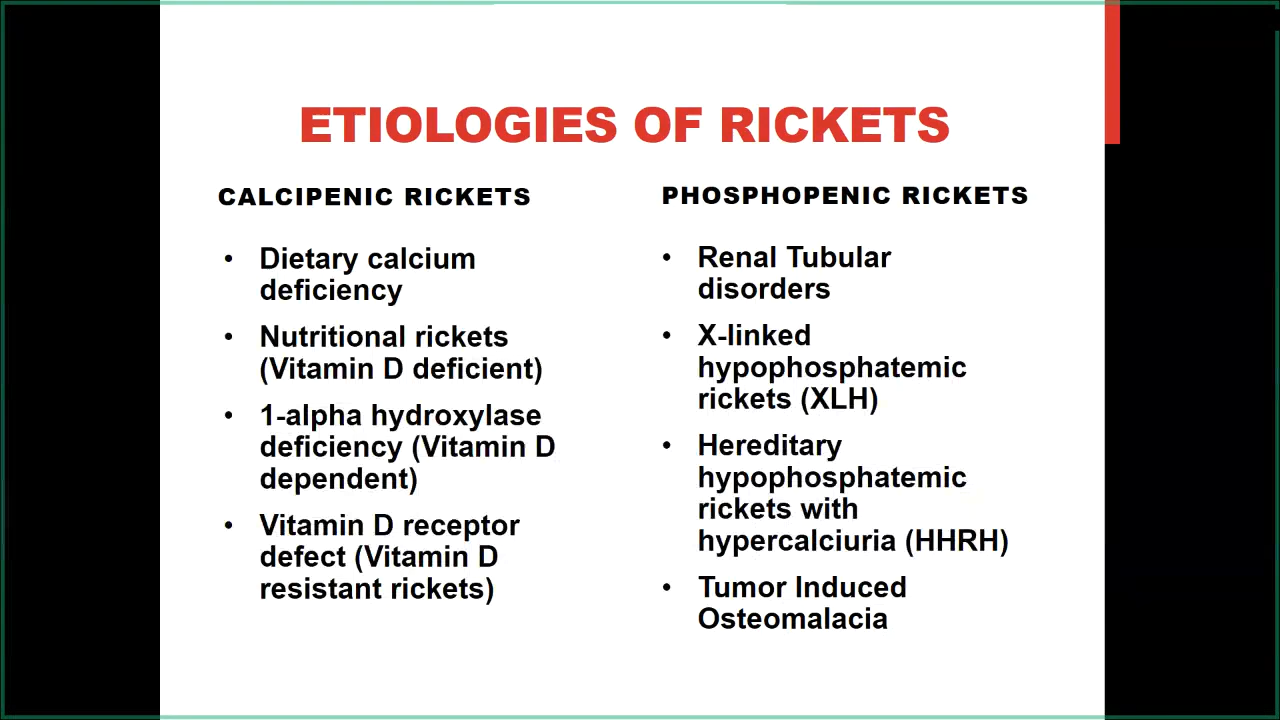 ETIOLOGIES OF RICKETS
CALCIPENIC RICKETS
• Dietary calcium
deficiency
• Nutritional rickets
(Vitamin D deficient)
• 1-alpha hydroxylase
deficiency (Vitamin D
dependent)
• Vitamin D receptor
defect (Vitamin D
resistant rickets)
PHOSPHOPENIC RICKETS
• Renal Tubular
disorders
• X-linked
hypophosphatemic
rickets (XLH)
• Hereditary
hypophosphatemic
rickets with
hypercalciuria (HHRH)
• Tumor Induced
Osteomalacia